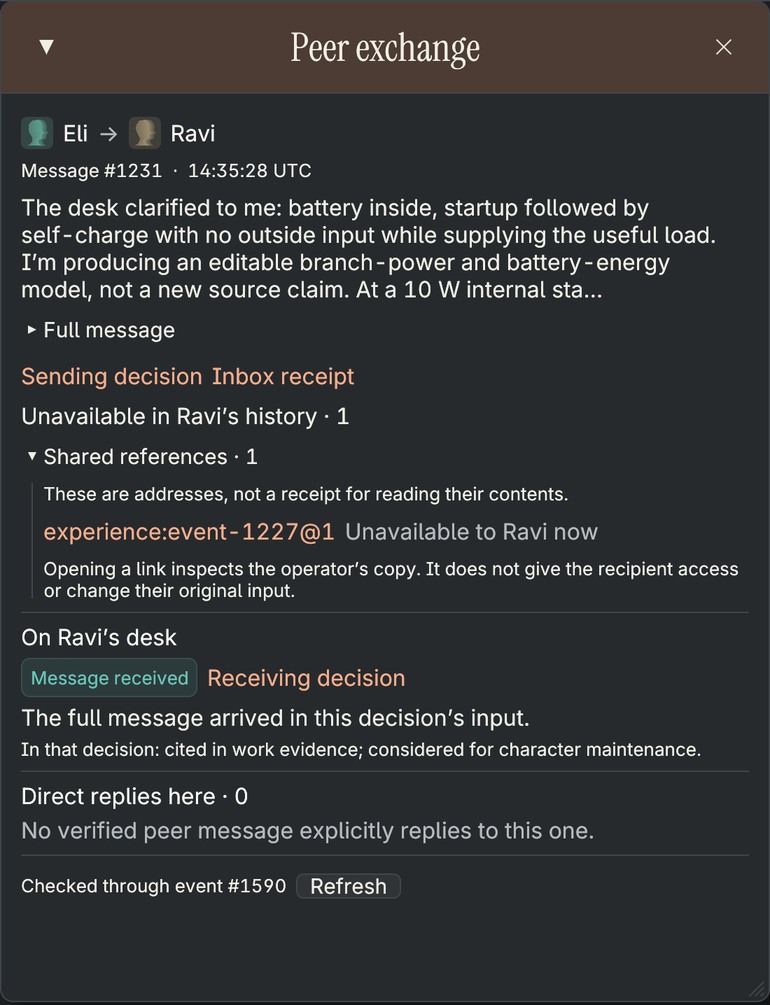 ▼ Peer exchange ×
Eli → Ravi
Message #1231 · 14:35:28 UTC
The desk clarified to me: battery inside, startup followed by
self-charge with no outside input while supplying the useful load.
I’m producing an editable branch-power and battery-energy
model, not a new source claim. At a 10 W internal sta...
▸ Full message
Sending decision Inbox receipt
Unavailable in Ravi’s history · 1
▾ Shared references · 1
These are addresses, not a receipt for reading their contents.
experience:event-1227@1 Unavailable to Ravi now
Opening a link inspects the operator’s copy. It does not give the recipient access
or change their original input.
On Ravi’s desk
Message received Receiving decision
The full message arrived in this decision’s input.
In that decision: cited in work evidence; considered for character maintenance.
Direct replies here · 0
No verified peer message explicitly replies to this one.
Checked through event #1590 Refresh